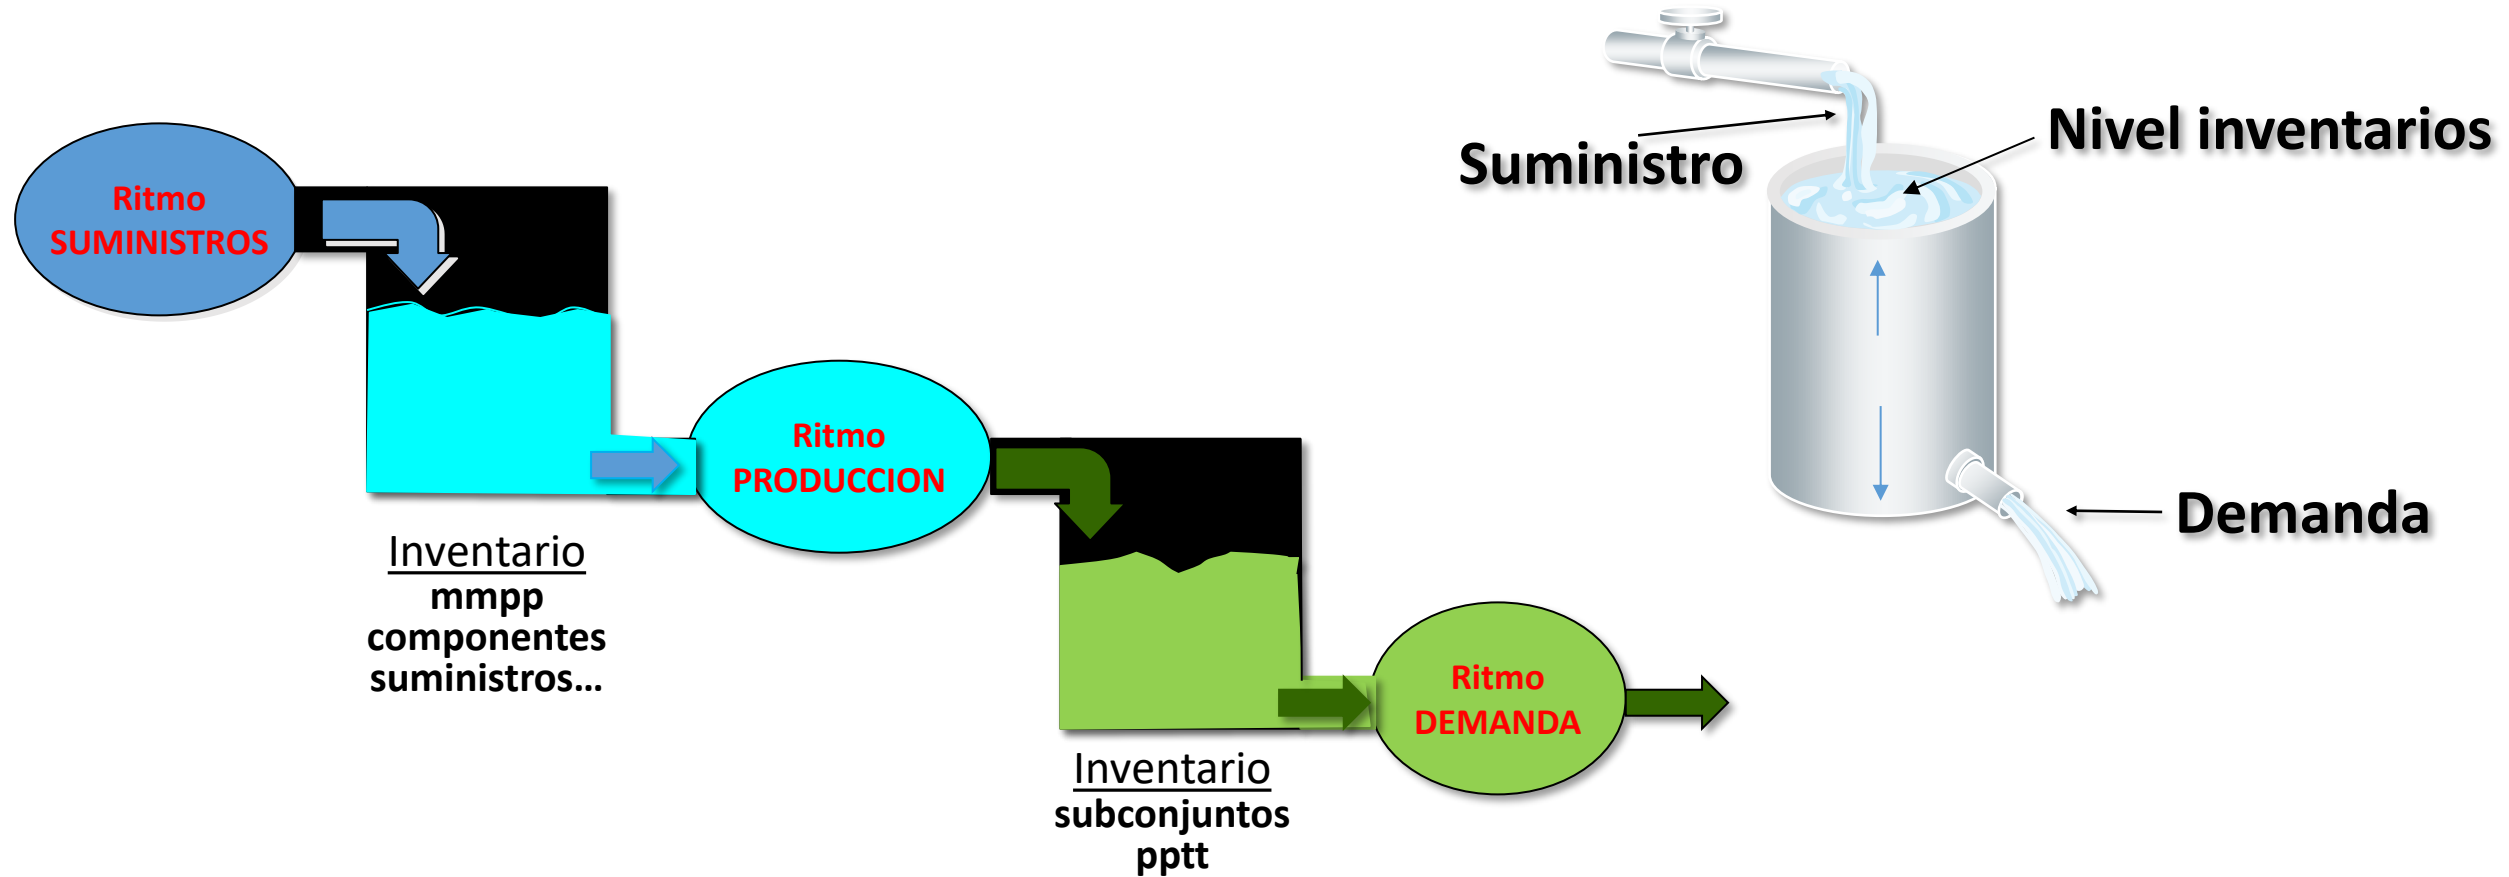 Ritmo
SUMINISTROS
Inventario
mmpp
componentes
suministros...
Ritmo
PRODUCCION
Inventario
subconjuntos
pptt
Ritmo
DEMANDA
Suministro
Nivel inventarios
Demanda